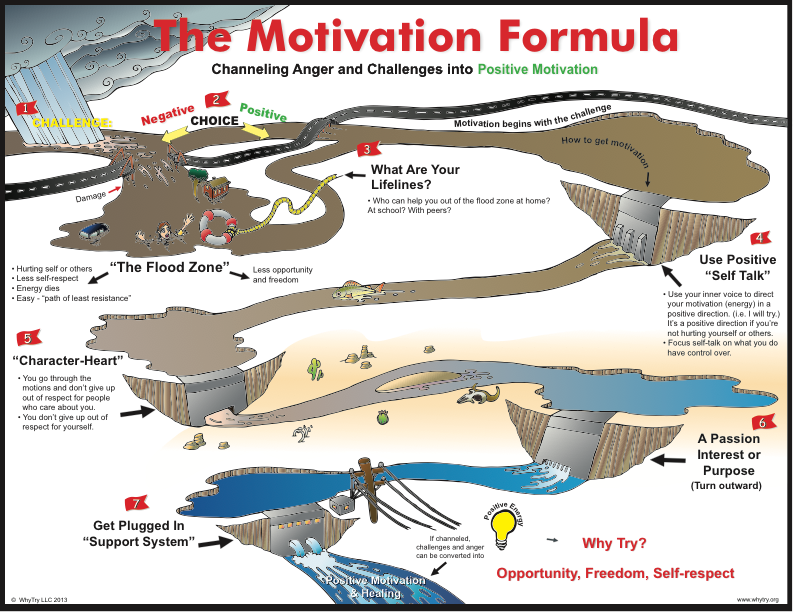 The Motivation Formula
Channeling Anger and Challenges into Positive Motivation
1
CHALLENGE:
Negative
2
CHOICE
Positive
Motivation begins with the challenge
How to get motivation
Damage
3
What Are Your
Lifelines?
• Who can help you out of the flood zone at home?
At school? With peers?
“The Flood Zone”
• Hurting self or others
• Less self-respect
• Energy dies
• Easy - “path of least resistance”
Less opportunity
and freedom
4
Use Positive
“Self Talk”
• Use your inner voice to direct
your motivation (energy) in a
positive direction. (i.e. I will try.)
It’s a positive direction if you’re
not hurting yourself or others.
• Focus self-talk on what you do
have control over.
5
“Character-Heart”
• You go through the
motions and don’t give up
out of respect for people
who care about you.
• You don’t give up out of
respect for yourself.
6
A Passion
Interest or
Purpose
(Turn outward)
7
Get Plugged In
“Support System”
If channeled,
challenges and anger
can be converted into
Positive Energy
Why Try?
Opportunity, Freedom, Self-respect
Positive Motivation
& Healing
© WhyTry LLC 2013
www.whytry.org